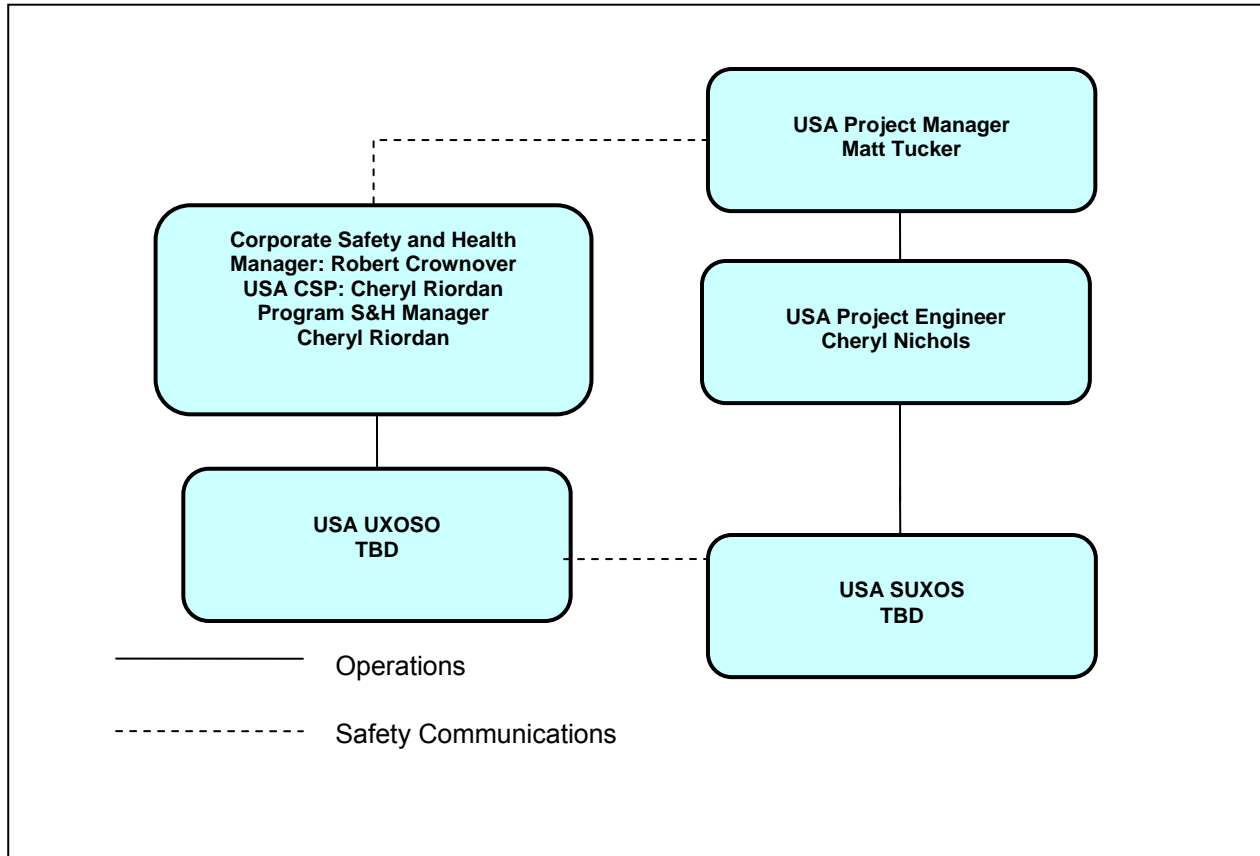 USA Project Manager
Matt Tucker
Corporate Safety and Health
Manager: Robert Crownover
USA CSP: Cheryl Riordan
Program S&H Manager
Cheryl Riordan
USA Project Engineer
Cheryl Nichols
USA UXOSO
TBD
USA SUXOS
TBD
Operations
Safety Communications